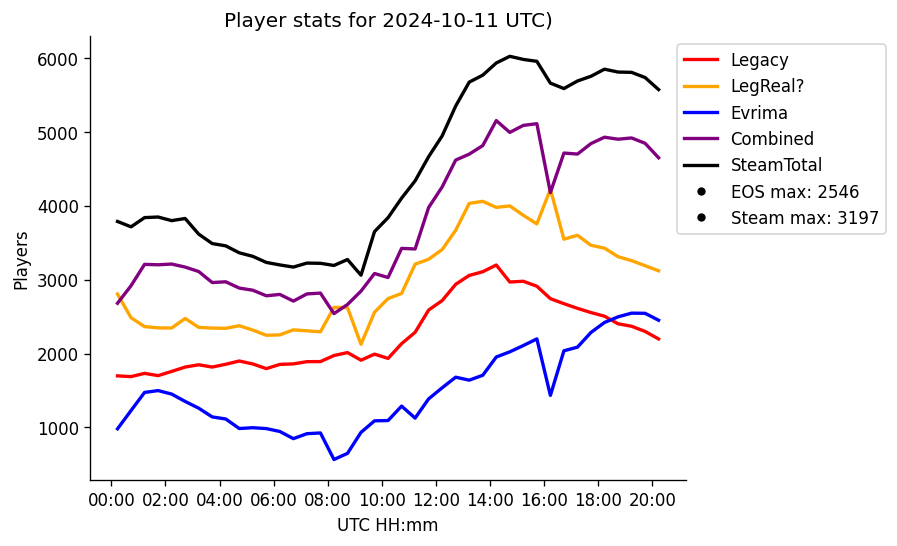 Player stats for 2024-10-11 UTC)
Players
6000
5000
4000
3000
2000
1000
00:00 02:00 04:00 06:00 08:00 10:00 12:00 14:00 16:00 18:00 20:00
UTC HH:mm
Legacy
LegReal?
Evrima
Combined
SteamTotal
EOS max: 2546
Steam max: 3197